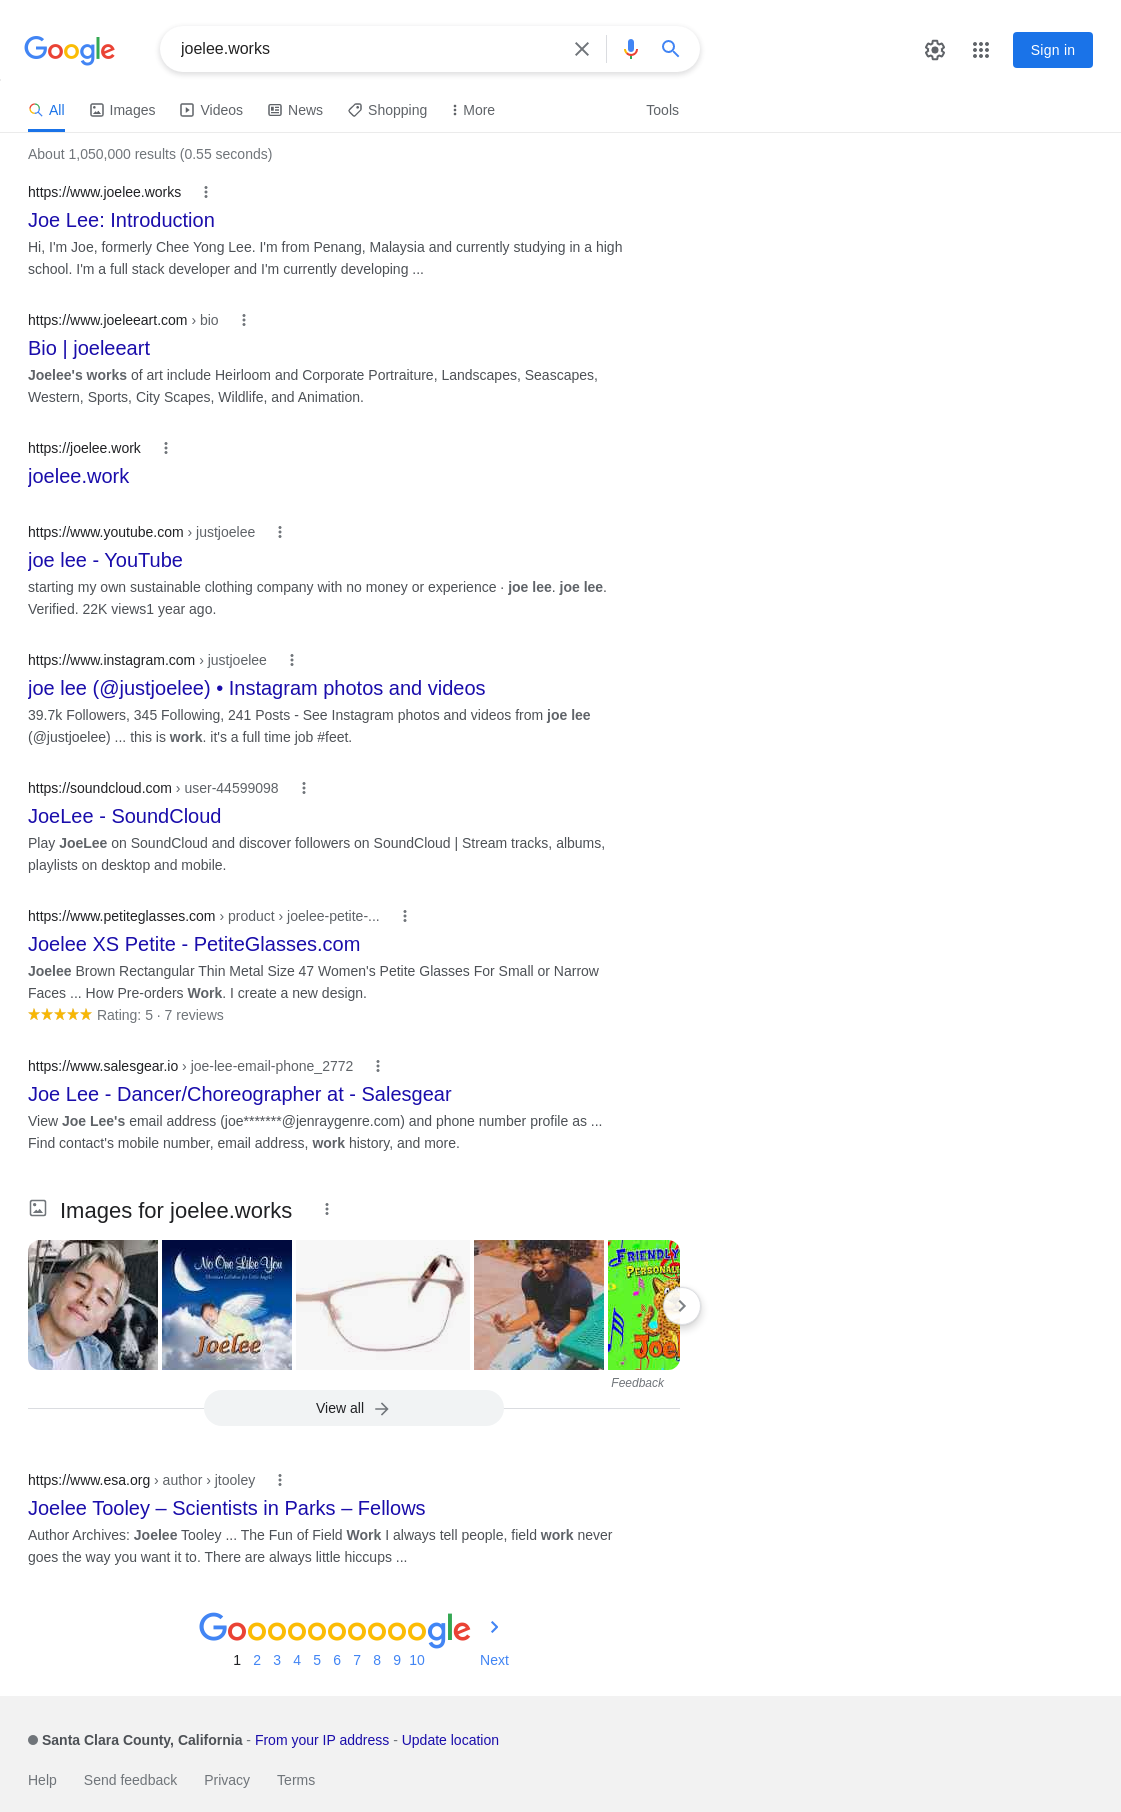 Google
joelee.works
Sign in
All
Images
Videos
News
Shopping
More
Tools
About 1,050,000 results (0.55 seconds)
https://www.joelee.works
Joe Lee: Introduction
Hi, I'm Joe, formerly Chee Yong Lee. I'm from Penang, Malaysia and currently studying in a high
school. I'm a full stack developer and I'm currently developing ...
https://www.joeleeart.com › bio
Bio | joeleeart
Joelee's works of art include Heirloom and Corporate Portraiture, Landscapes, Seascapes,
Western, Sports, City Scapes, Wildlife, and Animation.
https://joelee.work
joelee.work
https://www.youtube.com › justjoelee
joe lee - YouTube
starting my own sustainable clothing company with no money or experience · joe lee. joe lee.
Verified. 22K views1 year ago.
https://www.instagram.com › justjoelee
joe lee (@justjoelee) • Instagram photos and videos
39.7k Followers, 345 Following, 241 Posts - See Instagram photos and videos from joe lee
(@justjoelee) ... this is work. it's a full time job #feet.
https://soundcloud.com › user-44599098
JoeLee - SoundCloud
Play JoeLee on SoundCloud and discover followers on SoundCloud | Stream tracks, albums,
playlists on desktop and mobile.
https://www.petiteglasses.com › product › joelee-petite-...
Joelee XS Petite - PetiteGlasses.com
Joelee Brown Rectangular Thin Metal Size 47 Women's Petite Glasses For Small or Narrow
Faces ... How Pre-orders Work. I create a new design.
Rating: 5 · 7 reviews
https://www.salesgear.io › joe-lee-email-phone_2772
Joe Lee - Dancer/Choreographer at - Salesgear
View Joe Lee's email address (joe*******@jenraygenre.com) and phone number profile as ...
Find contact's mobile number, email address, work history, and more.
Images for joelee.works
No One Like You
Joelee
FRIENDLY
PERSONAL
Joe
Feedback
View all
https://www.esa.org › author › jtooley
Joelee Tooley – Scientists in Parks – Fellows
Author Archives: Joelee Tooley ... The Fun of Field Work I always tell people, field work never
goes the way you want it to. There are always little hiccups ...
Goooooooooogle
1 2 3 4 5 6 7 8 9 10 Next
Santa Clara County, California - From your IP address - Update location
Help Send feedback Privacy Terms